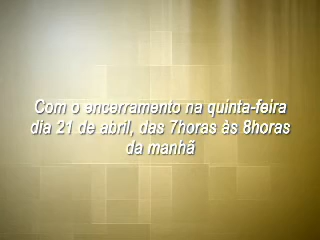 Com o encerramento na quinta-feira
dia 21 de abril, das 7horas às 8horas
da manhã